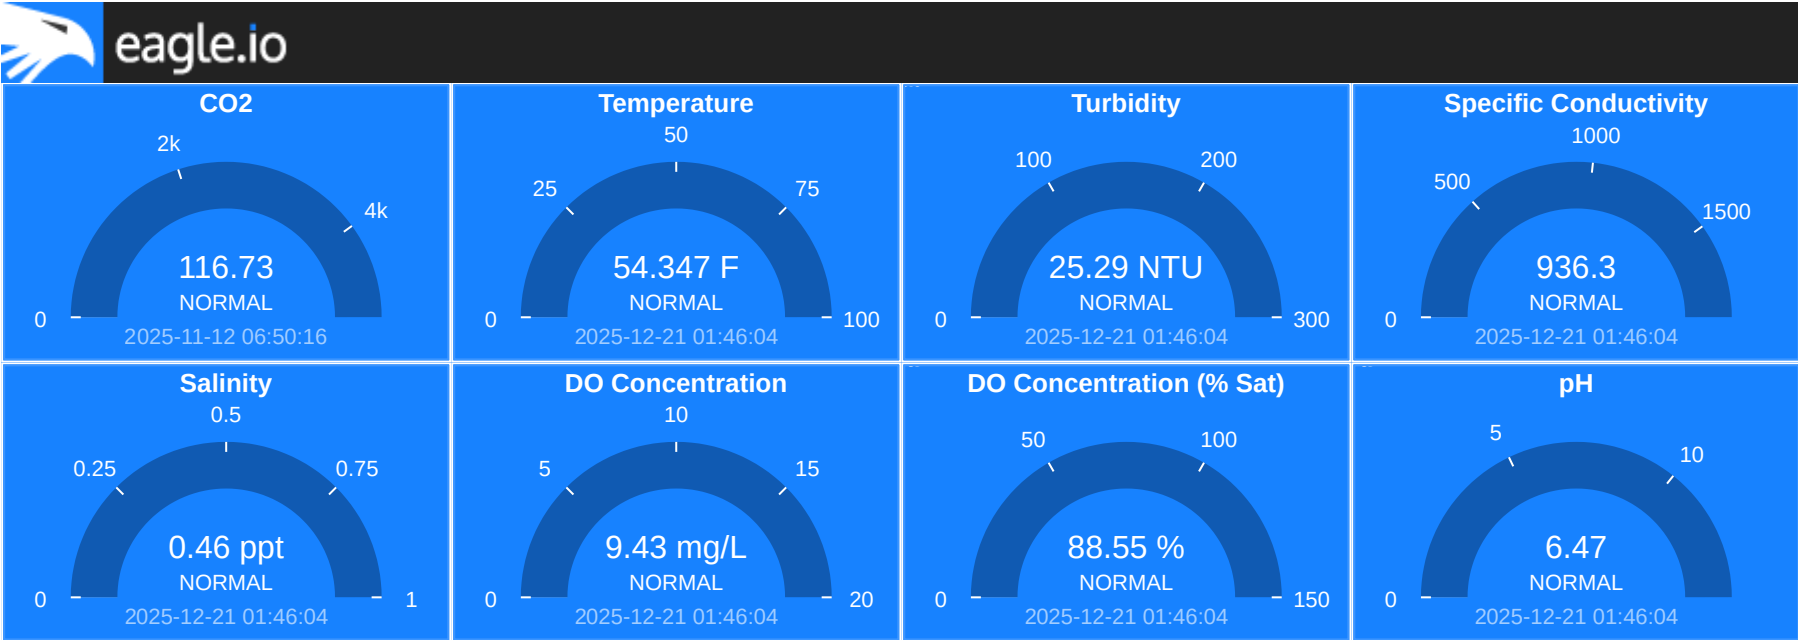 eagle.io
CO2
2k
4k
0
116.73
NORMAL
2025-11-12 06:50:16
Temperature
50
25
75
0
100
54.347 F
NORMAL
2025-12-21 01:46:04
Turbidity
100
200
0
300
25.29 NTU
NORMAL
2025-12-21 01:46:04
Specific Conductivity
1000
500
1500
0
936.3
NORMAL
2025-12-21 01:46:04
Salinity
0.5
0.25
0.75
0
1
0.46 ppt
NORMAL
2025-12-21 01:46:04
DO Concentration
10
5
15
0
20
9.43 mg/L
NORMAL
2025-12-21 01:46:04
DO Concentration (% Sat)
50
100
0
150
88.55 %
NORMAL
2025-12-21 01:46:04
pH
5
10
0
6.47
NORMAL
2025-12-21 01:46:04